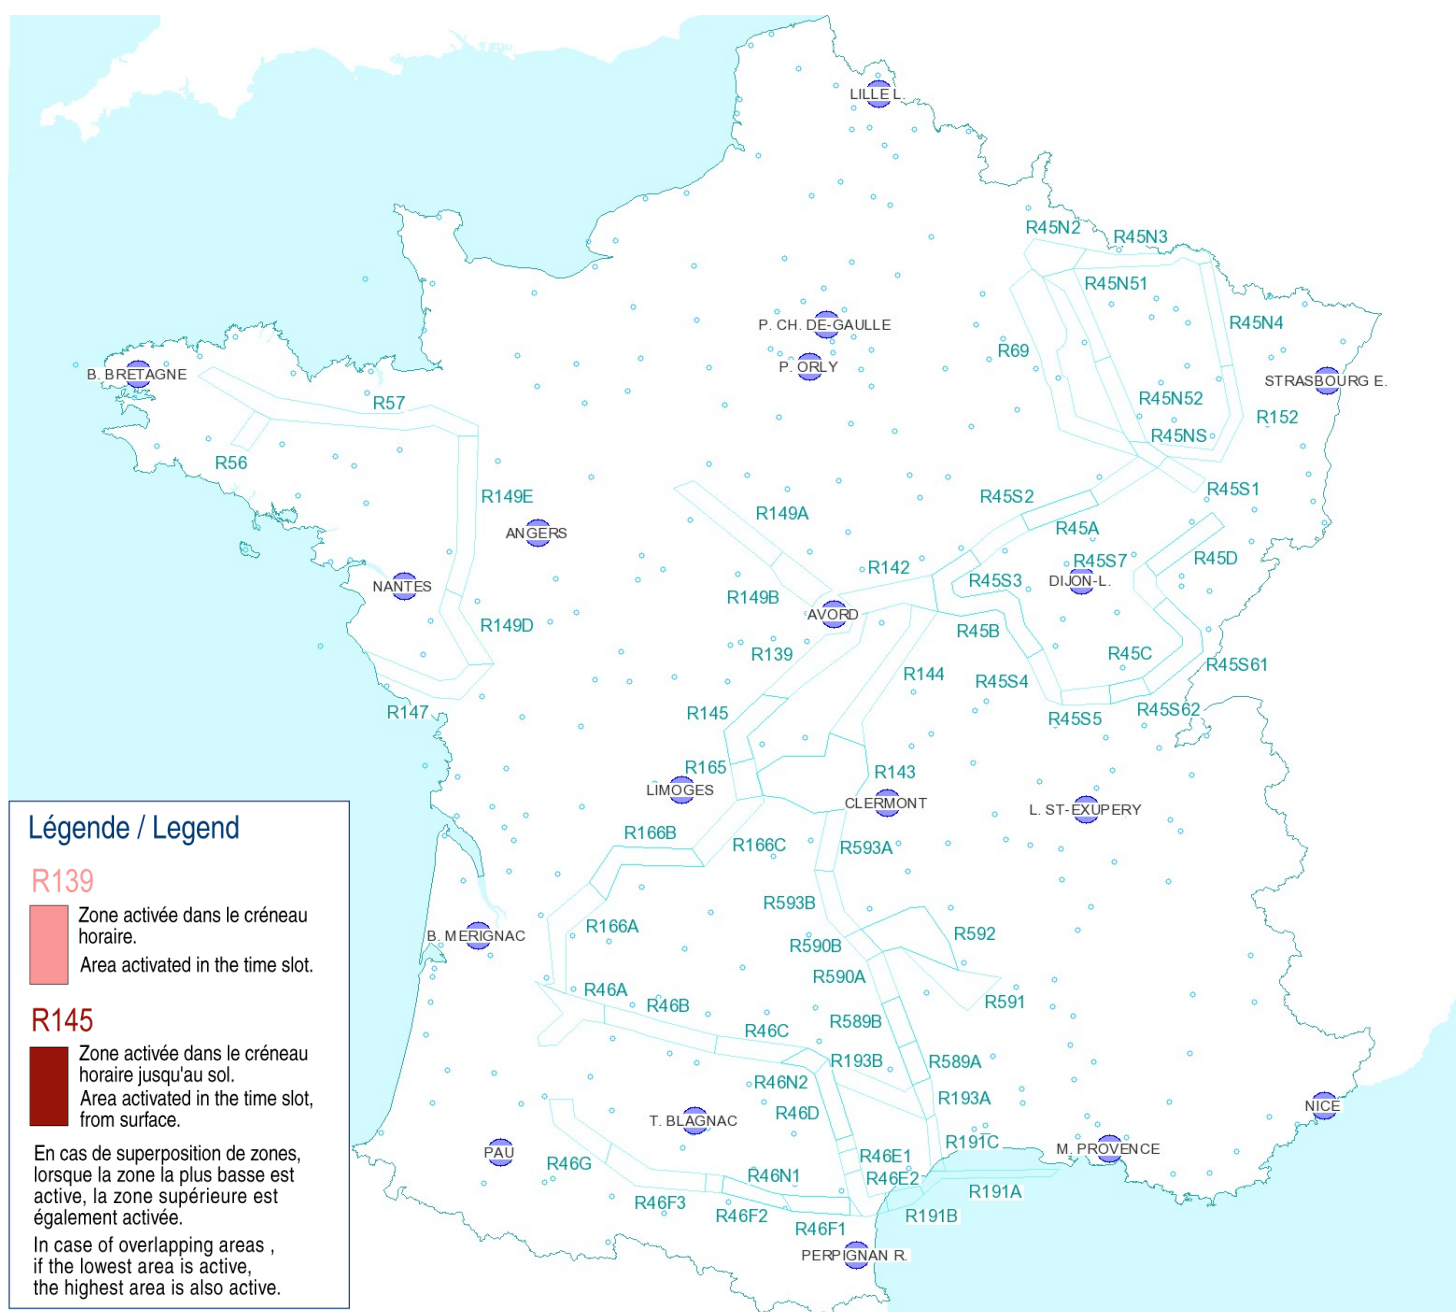 LILLE L.
R45N2
R45N3
R45N51
R45N4
P. CH. DE-GAULLE
R69
P. ORLY
B. BRETAGNE
STRASBOURG E.
R57
R45N52
R152
R45NS
R56
R149E
R45S2
R45S1
R149A
ANGERS
R45A
R45S7
R45D
R142
NANTES
R45S3
DIJON-L.
R149B
AVORD
R149D
R45B
R139
R45C
R45S61
R144
R45S4
R147
R145
R45S5
R45S62
R165
R143
LIMOGES
CLERMONT
L. ST-EXUPERY
R166B
R166C
R593A
R593B
R166A
B. MERIGNAC
R590B
R592
R590A
R46A
R46B
R591
R46C
R589B
R193B
R589A
R46N2
R193A
R46D
T. BLAGNAC
NICE
R191C
PAU
M. PROVENCE
R46G
R46E1
R46N1
R46E2
R191A
R46F3
R46F2
R191B
R46F1
PERPIGNAN R.
Légende / Legend
R139
Zone activée dans le créneau
horaire.
Area activated in the time slot.
R145
Zone activée dans le créneau
horaire jusqu'au sol.
Area activated in the time slot,
from surface.
En cas de superposition de zones,
lorsque la zone la plus basse est
active, la zone supérieure est
également activée.
In case of overlapping areas ,
if the lowest area is active,
the highest area is also active.